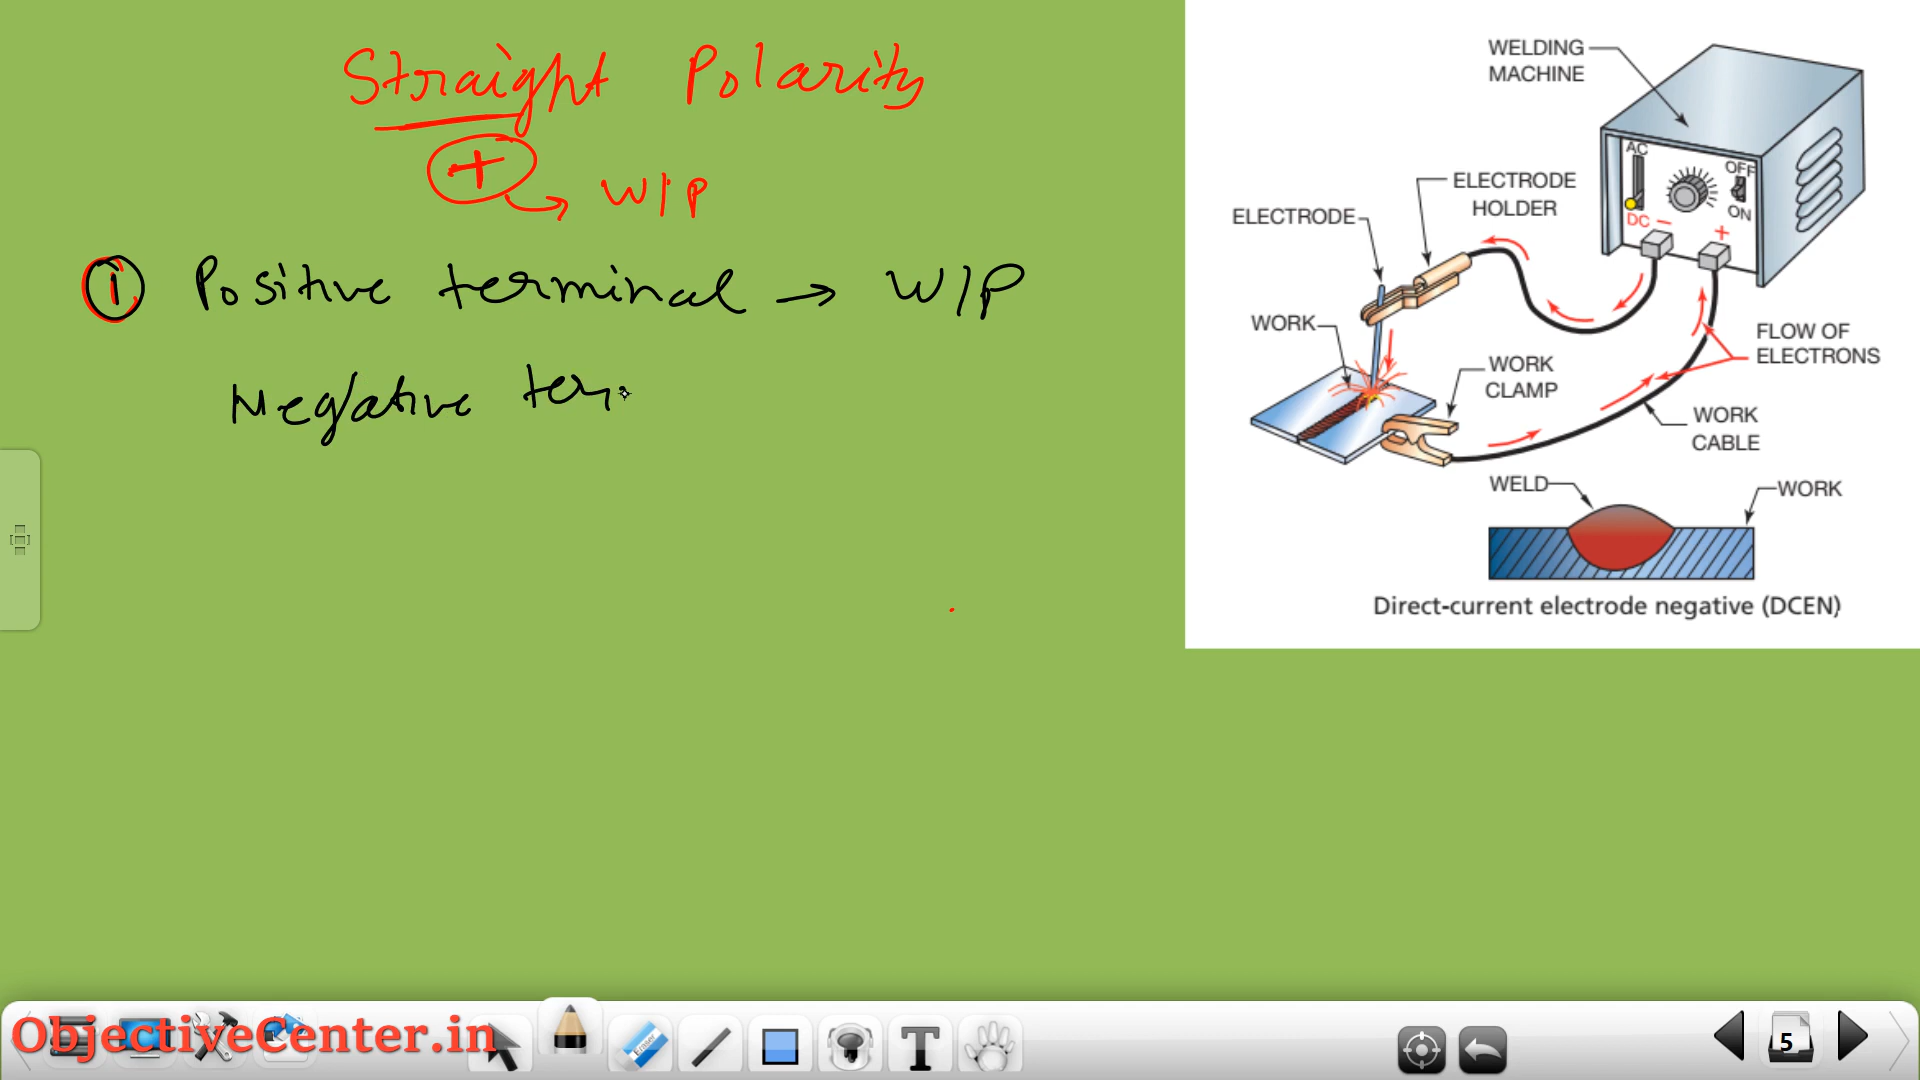 Straight Polarity
+ → W/P
① Positive terminal → W/P
Negative ter
WELDING
MACHINE
AC
OFF
ON
DC − +
ELECTRODE
HOLDER
ELECTRODE
WORK
FLOW OF
ELECTRONS
WORK
CLAMP
WORK
CABLE
WELD
WORK
Direct-current electrode negative (DCEN)
ObjectiveCenter.in
Eraser
T
5